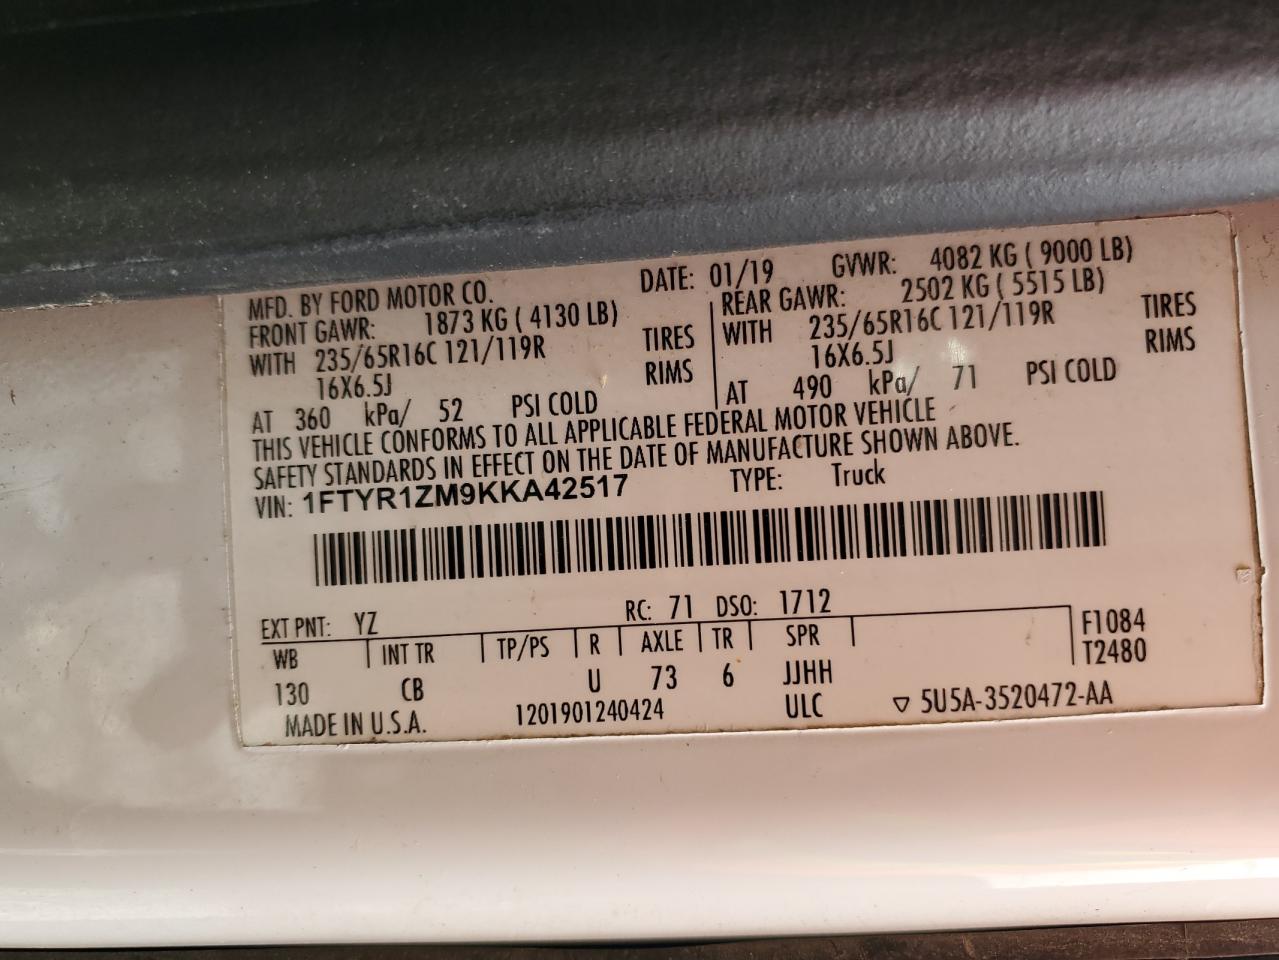 MFD. BY FORD MOTOR CO. DATE: 01/19 GVWR: 4082 KG ( 9000 LB)
FRONT GAWR: 1873 KG ( 4130 LB) REAR GAWR: 2502 KG ( 5515 LB)
WITH 235/65R16C 121/119R TIRES WITH 235/65R16C 121/119R TIRES
16X6.5J RIMS 16X6.5J RIMS
AT 360 kPa/ 52 PSI COLD AT 490 kPa/ 71 PSI COLD
THIS VEHICLE CONFORMS TO ALL APPLICABLE FEDERAL MOTOR VEHICLE
SAFETY STANDARDS IN EFFECT ON THE DATE OF MANUFACTURE SHOWN ABOVE.
VIN: 1FTYR1ZM9KKA42517 TYPE: Truck
EXT PNT: YZ RC: 71 DSO: 1712
WB INT TR TP/PS R AXLE TR SPR F1084
130 CB U 73 6 JJHH T2480
MADE IN U.S.A. 1201901240424 ULC ▽ 5U5A-3520472-AA